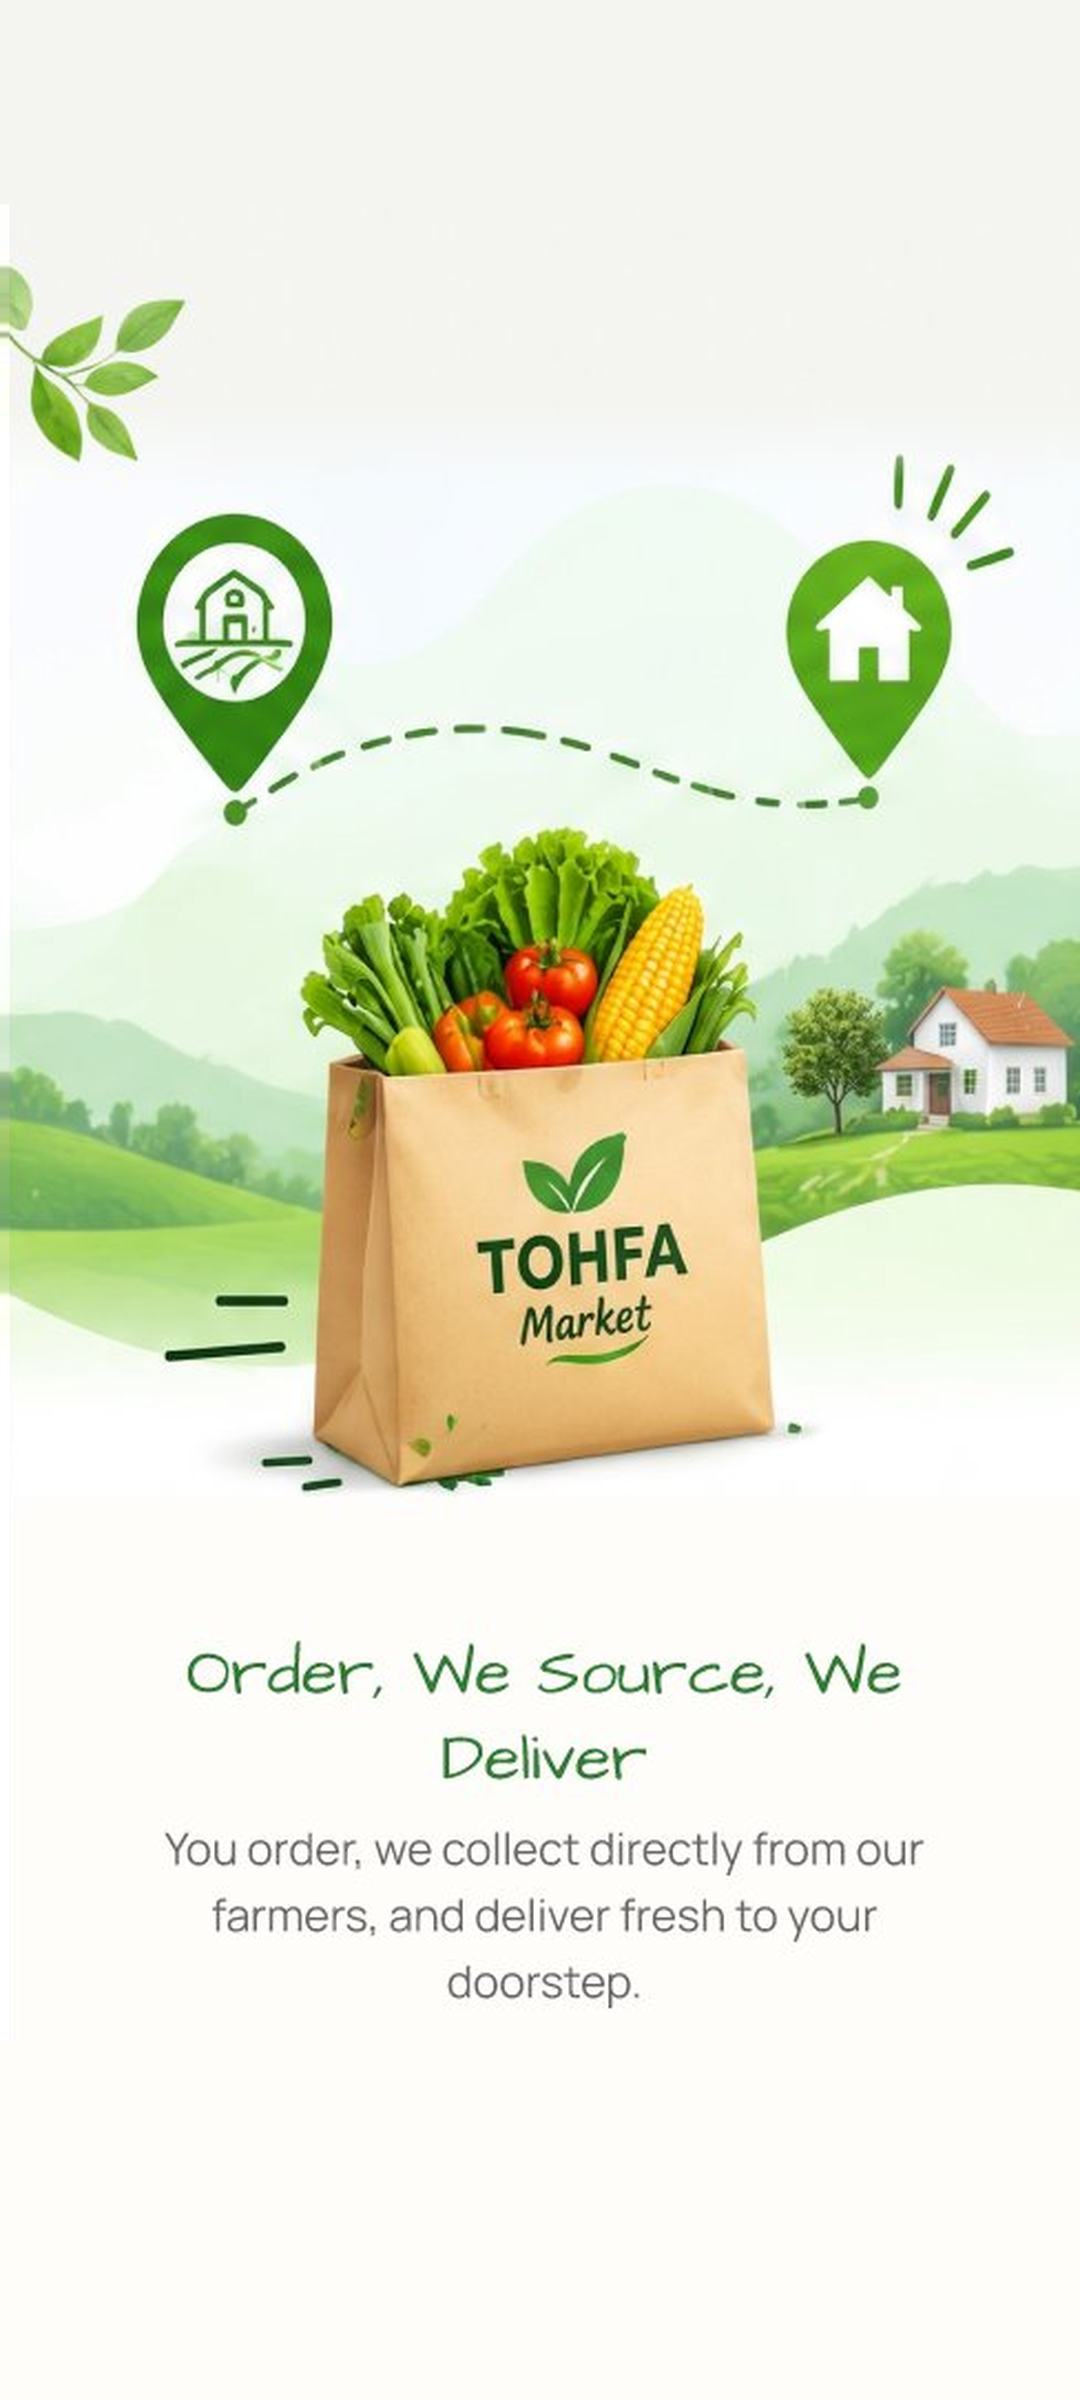 TOHFA
Market
Order, We Source, We
Deliver
You order, we collect directly from our
farmers, and deliver fresh to your
doorstep.